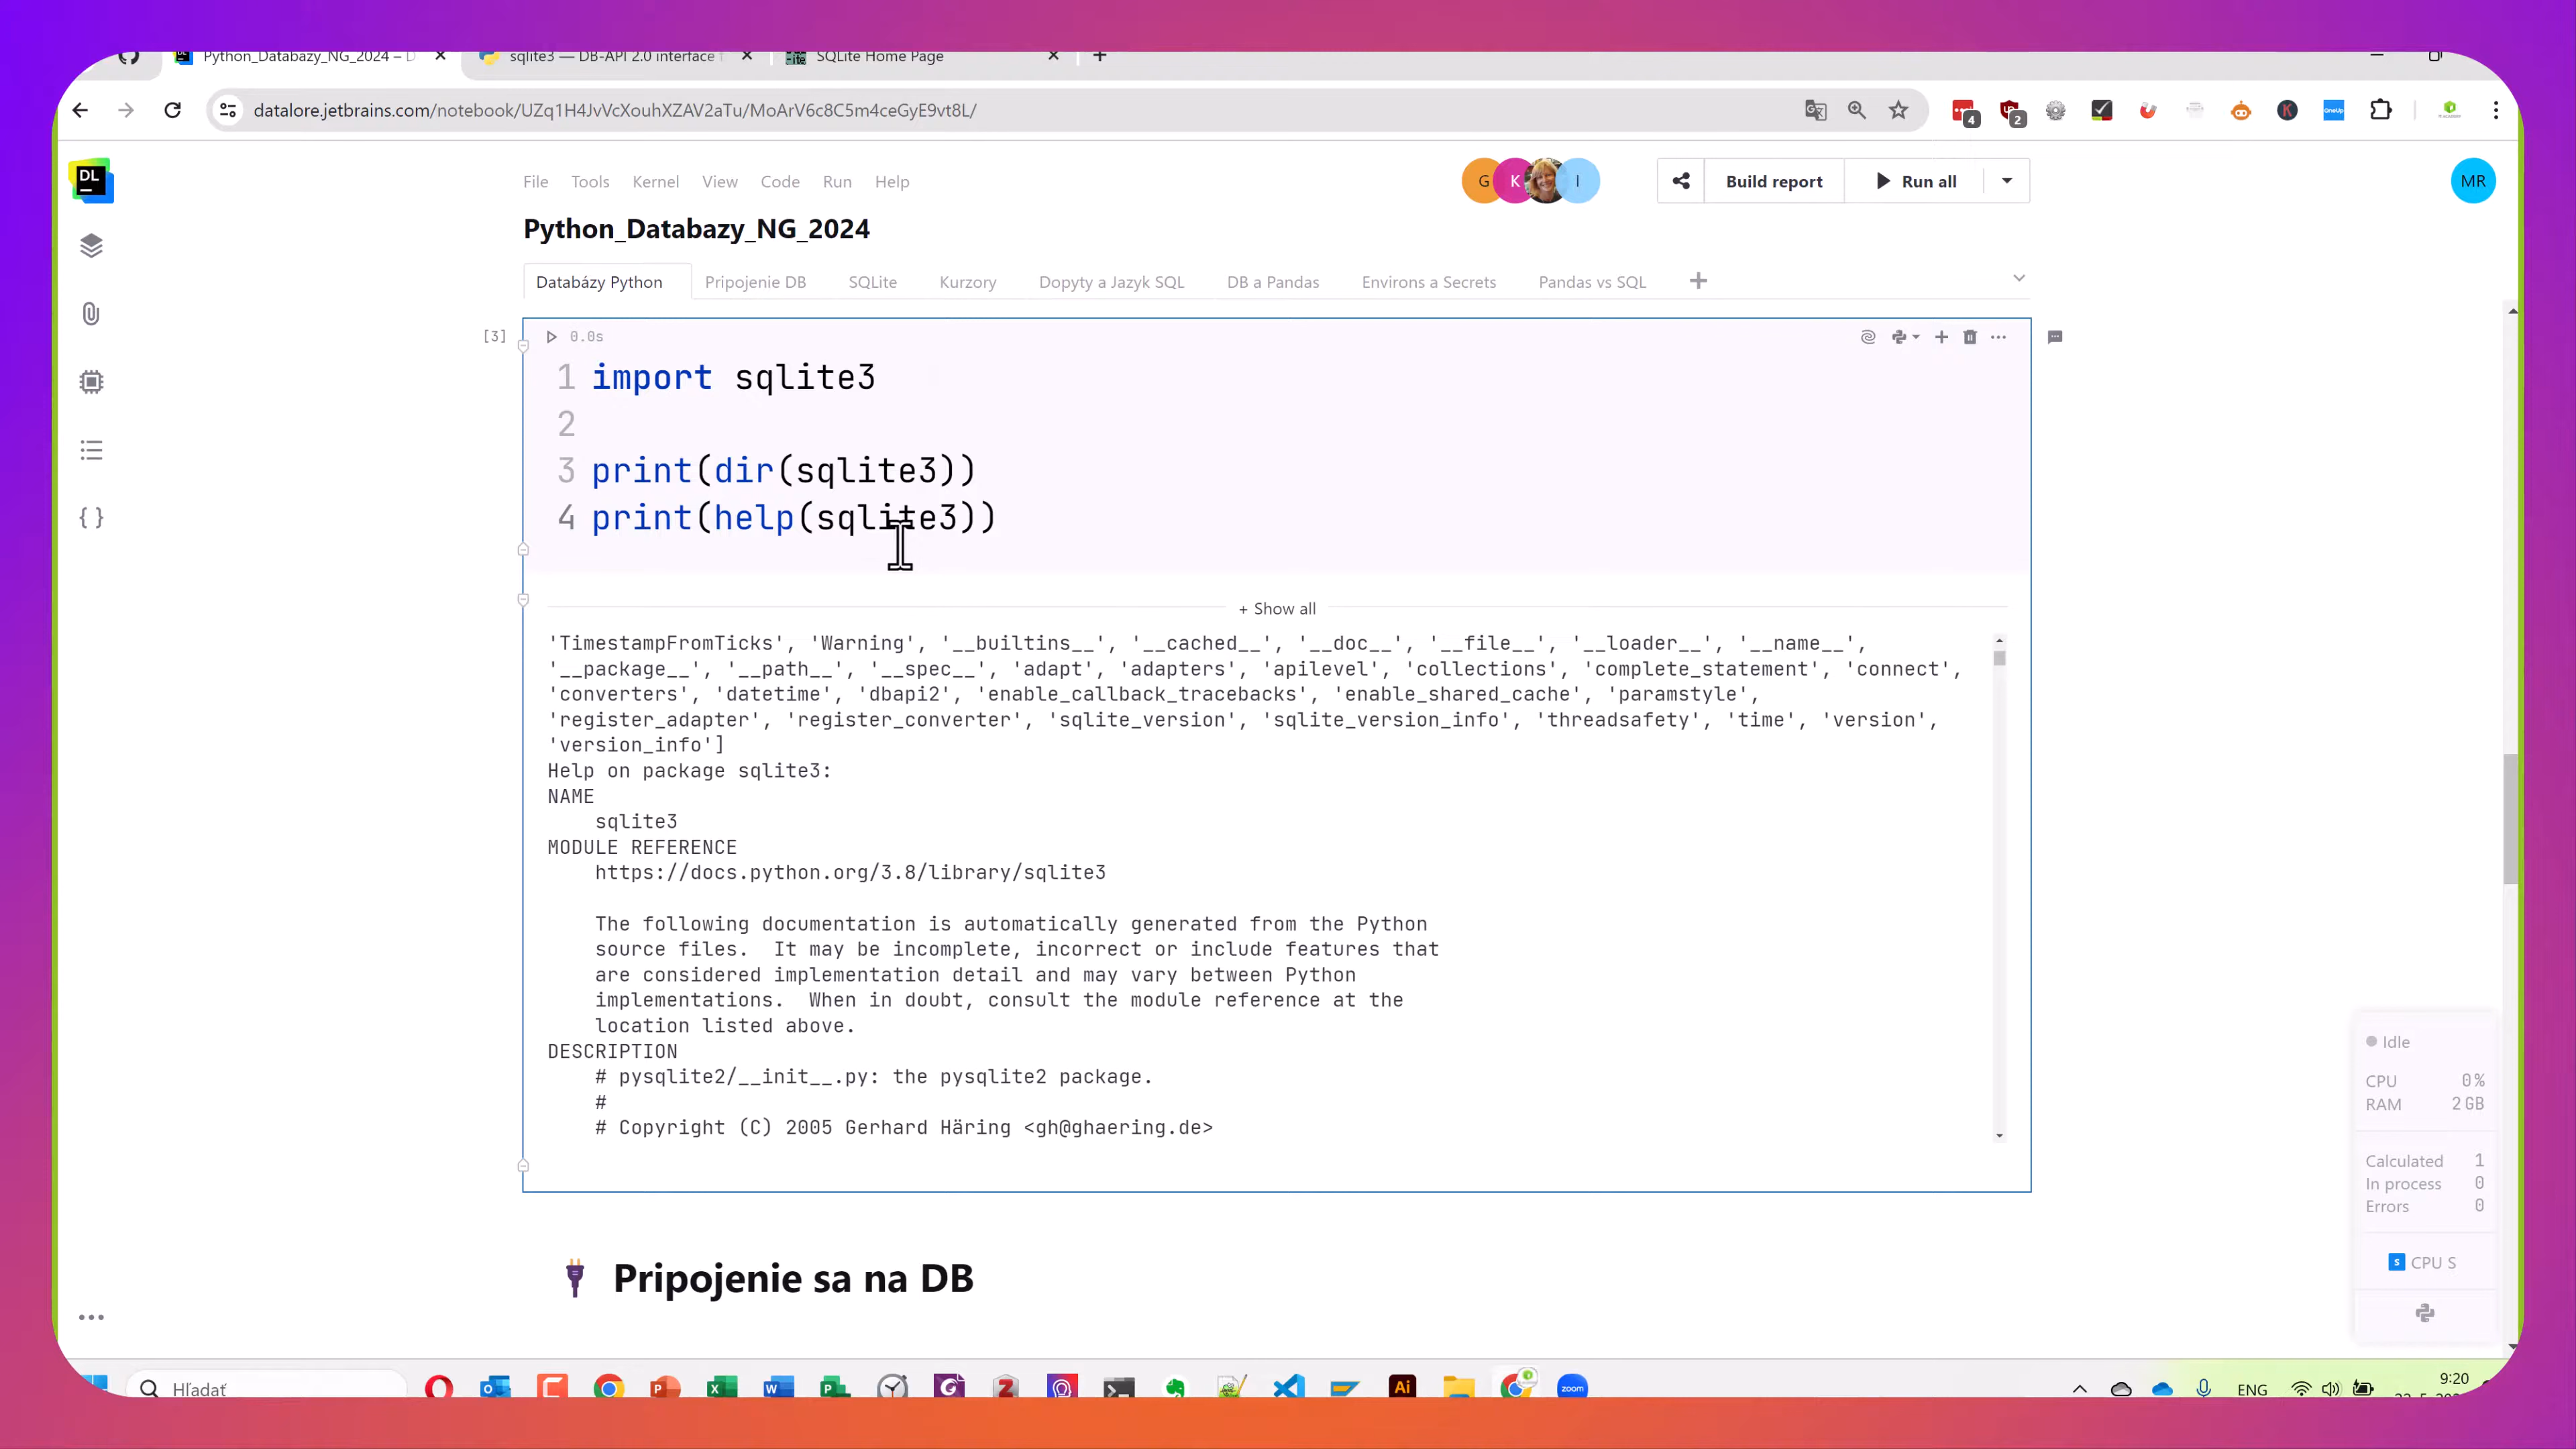 Python_Databazy_NG_2024 – D
sqlite3 — DB-API 2.0 interface f
SQLite Home Page
datalore.jetbrains.com/notebook/UZq1H4JvVcXouhXZAV2aTu/MoArV6c8C5m4ceGyE9vt8L/
4
2
DL
File Tools Kernel View Code Run Help
G K I
Build report
Run all
MR
Python_Databazy_NG_2024
Databázy Python Pripojenie DB SQLite Kurzory Dopyty a Jazyk SQL DB a Pandas Environs a Secrets Pandas vs SQL
[3] 0.0s
1 import sqlite3
2
3 print(dir(sqlite3))
4 print(help(sqlite3))
+ Show all
'TimestampFromTicks', 'Warning', '__builtins__', '__cached__', '__doc__', '__file__', '__loader__', '__name__',
'__package__', '__path__', '__spec__', 'adapt', 'adapters', 'apilevel', 'collections', 'complete_statement', 'connect',
'converters', 'datetime', 'dbapi2', 'enable_callback_tracebacks', 'enable_shared_cache', 'paramstyle',
'register_adapter', 'register_converter', 'sqlite_version', 'sqlite_version_info', 'threadsafety', 'time', 'version',
'version_info']
Help on package sqlite3:
NAME
sqlite3
MODULE REFERENCE
https://docs.python.org/3.8/library/sqlite3
The following documentation is automatically generated from the Python
source files.  It may be incomplete, incorrect or include features that
are considered implementation detail and may vary between Python
implementations.  When in doubt, consult the module reference at the
location listed above.
DESCRIPTION
# pysqlite2/__init__.py: the pysqlite2 package.
#
# Copyright (C) 2005 Gerhard Häring <gh@ghaering.de>
Pripojenie sa na DB
Idle
CPU 0%
RAM 2 GB
Calculated 1
In process 0
Errors 0
S CPU S
Hľadať
zoom
ENG
9:20